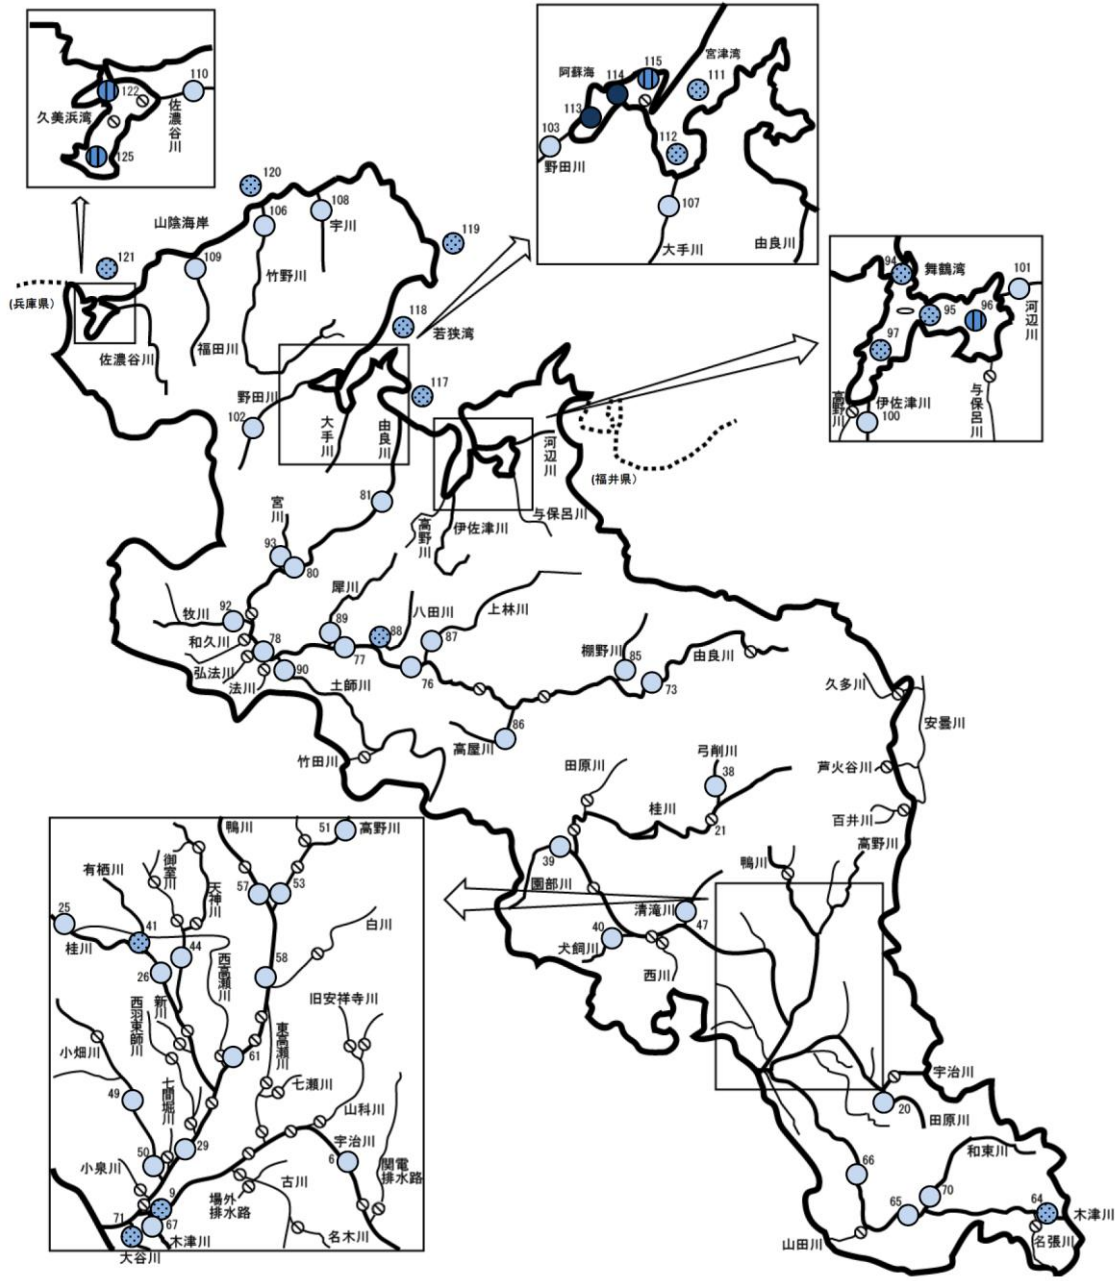 110
122
久美浜湾
佐濃谷川
125
115
宮津湾
阿蘇海
114
111
113
103
112
野田川
107
大手川
由良川
94
舞鶴湾
101
95
96
河辺川
97
高野川
伊佐津川
100
与保呂川
120
108
山陰海岸
106
宇川
119
121
109
竹野川
(兵庫県)
118
若狭湾
佐濃谷川
福田川
野田川
117
102
大手川
由良川
河辺川
(福井県)
81
宮川
高野川
伊佐津川
与保呂川
93
80
犀川
八田川
上林川
牧川
92
89
88
87
和久川
78
77
棚野川
85
由良川
弘法川
90
76
73
法川
土師川
久多川
安曇川
86
高屋川
竹田川
弓削川
田原川
38
芦火谷川
桂川
21
百井川
39
高野川
鴨川
園部川
清滝川
47
40
犬飼川
西川
鴨川
51
高野川
有栖川
御室川
天神川
57
53
25
41
白川
桂川
44
西高瀬川
26
58
旧安祥寺川
西羽束師川
新川
東高瀬川
小畑川
61
七瀬川
49
七間堀川
山科川
29
宇治川
50
6
小泉川
関電
排水路
9
場外
排水路
古川
71
67
木津川
名木川
大谷川
宇治川
20
田原川
66
和束川
70
65
64
木津川
山田川
名張川